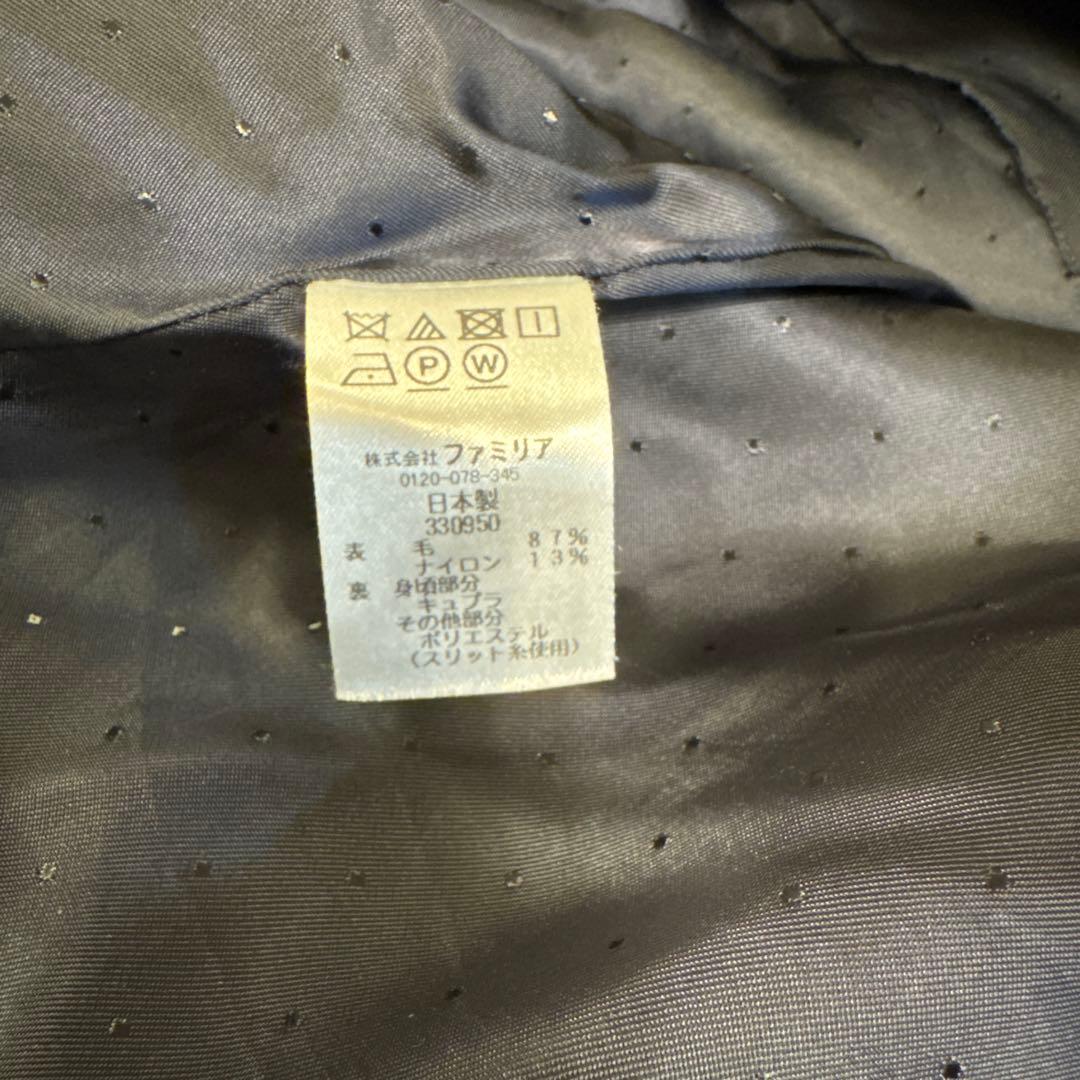 P W
株式会社 ファミリア
0120-078-345
日本製
330950
表 毛 87%
ナイロン 13%
裏 身頃部分
キュプラ
その他部分
ポリエステル
(スリット糸使用)